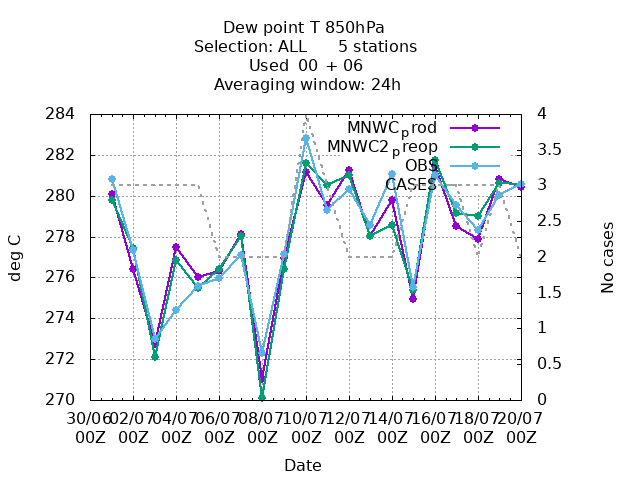 Dew point T 850hPa
Selection: ALL 5 stations
Used 00 + 06
Averaging window: 24h
284
282
280
278
276
274
272
270
deg C
4
3.5
3
2.5
2
1.5
1
0.5
0
No cases
MNWC_prod
MNWC2_preop
OBS
CASES
30/06 02/07 04/07 06/07 08/07 10/07 12/07 14/07 16/07 18/07 20/07
00Z 00Z 00Z 00Z 00Z 00Z 00Z 00Z 00Z 00Z 00Z
Date